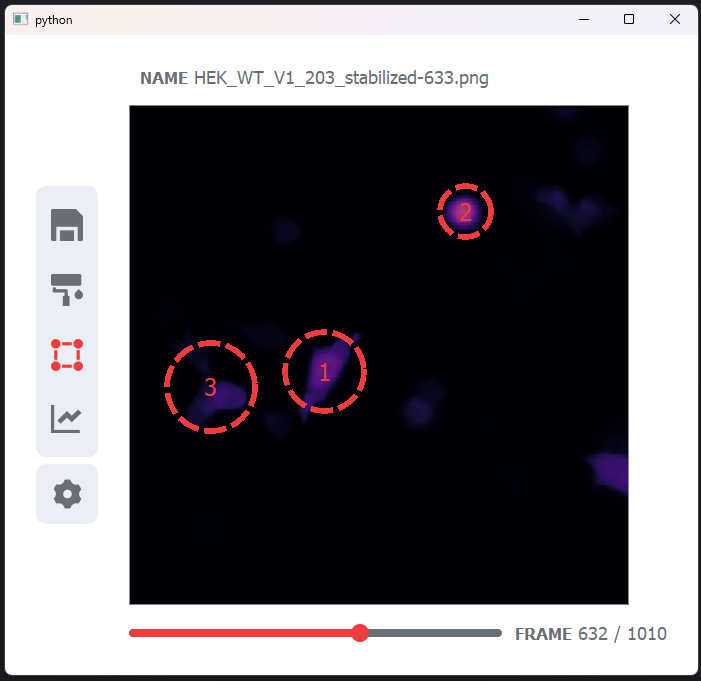 python
NAME HEK_WT_V1_203_stabilized-633.png
2
1
3
FRAME 632 / 1010